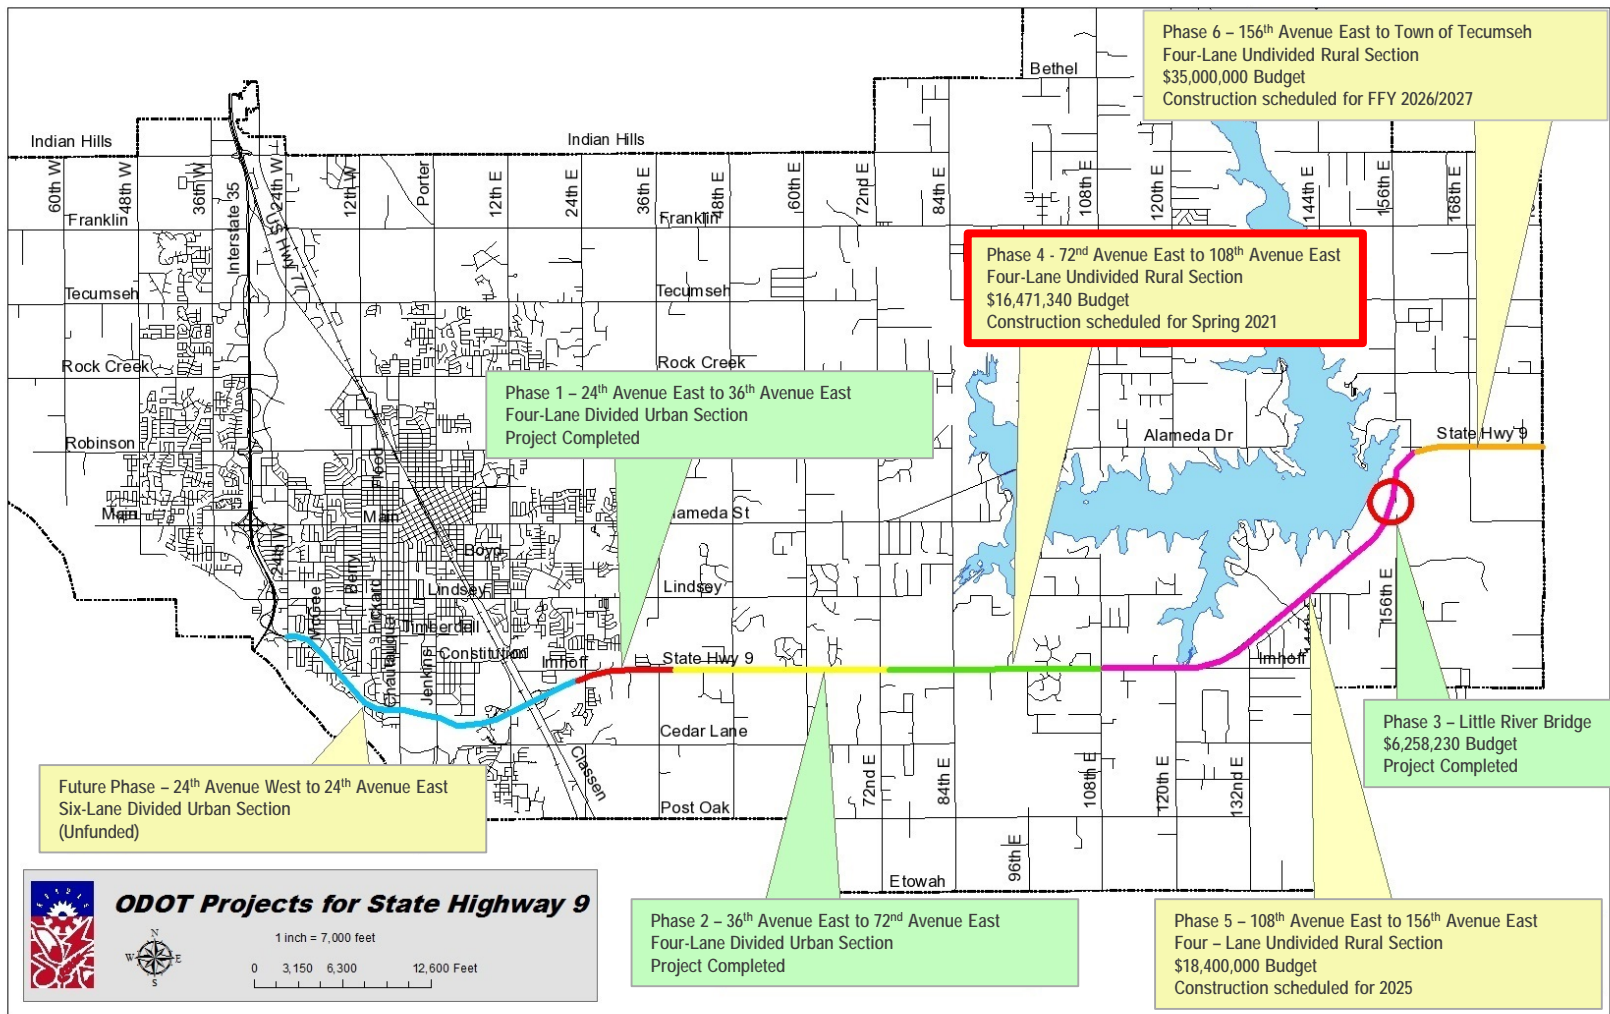 Phase 6 – 156th Avenue East to Town of Tecumseh
Four-Lane Undivided Rural Section
$35,000,000 Budget
Construction scheduled for FFY 2026/2027
Bethel
Indian Hills
Indian Hills
60th W
48th W
36th W
Interstate 35
24th W
US Hwy 77
12th W
Porter
12th E
24th E
36th E
48th E
60th E
72nd E
84th E
108th E
120th E
144th E
156th E
168th E
Franklin
Franklin
Phase 4 - 72nd Avenue East to 108th Avenue East
Four-Lane Undivided Rural Section
$16,471,340 Budget
Construction scheduled for Spring 2021
Tecumseh
Tecumseh
Rock Creek
Rock Creek
Phase 1 – 24th Avenue East to 36th Avenue East
Four-Lane Divided Urban Section
Project Completed
Robinson
Flood
Alameda Dr
State Hwy 9
Main
Main
Alameda St
24th W
Boyd
Berry
Pickard
Lindsey
Lindsey
McGee
Chautauqua
Timberdell
Jenkins
Constitution
Imhoff
State Hwy 9
156th E
144th
Imhoff
Cedar Lane
Classen
Post Oak
72nd E
84th E
96th E
108th E
120th E
132nd E
Etowah
Phase 3 – Little River Bridge
$6,258,230 Budget
Project Completed
Future Phase – 24th Avenue West to 24th Avenue East
Six-Lane Divided Urban Section
(Unfunded)
Phase 2 – 36th Avenue East to 72nd Avenue East
Four-Lane Divided Urban Section
Project Completed
Phase 5 – 108th Avenue East to 156th Avenue East
Four – Lane Undivided Rural Section
$18,400,000 Budget
Construction scheduled for 2025
ODOT Projects for State Highway 9
N
W E
S
1 inch = 7,000 feet
0 3,150 6,300 12,600 Feet